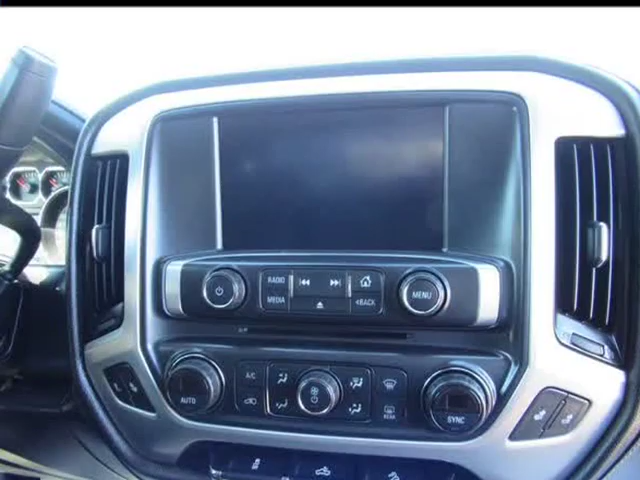 RADIO
MEDIA
<BACK
MENU
AUTO
A/C
REAR
SYNC